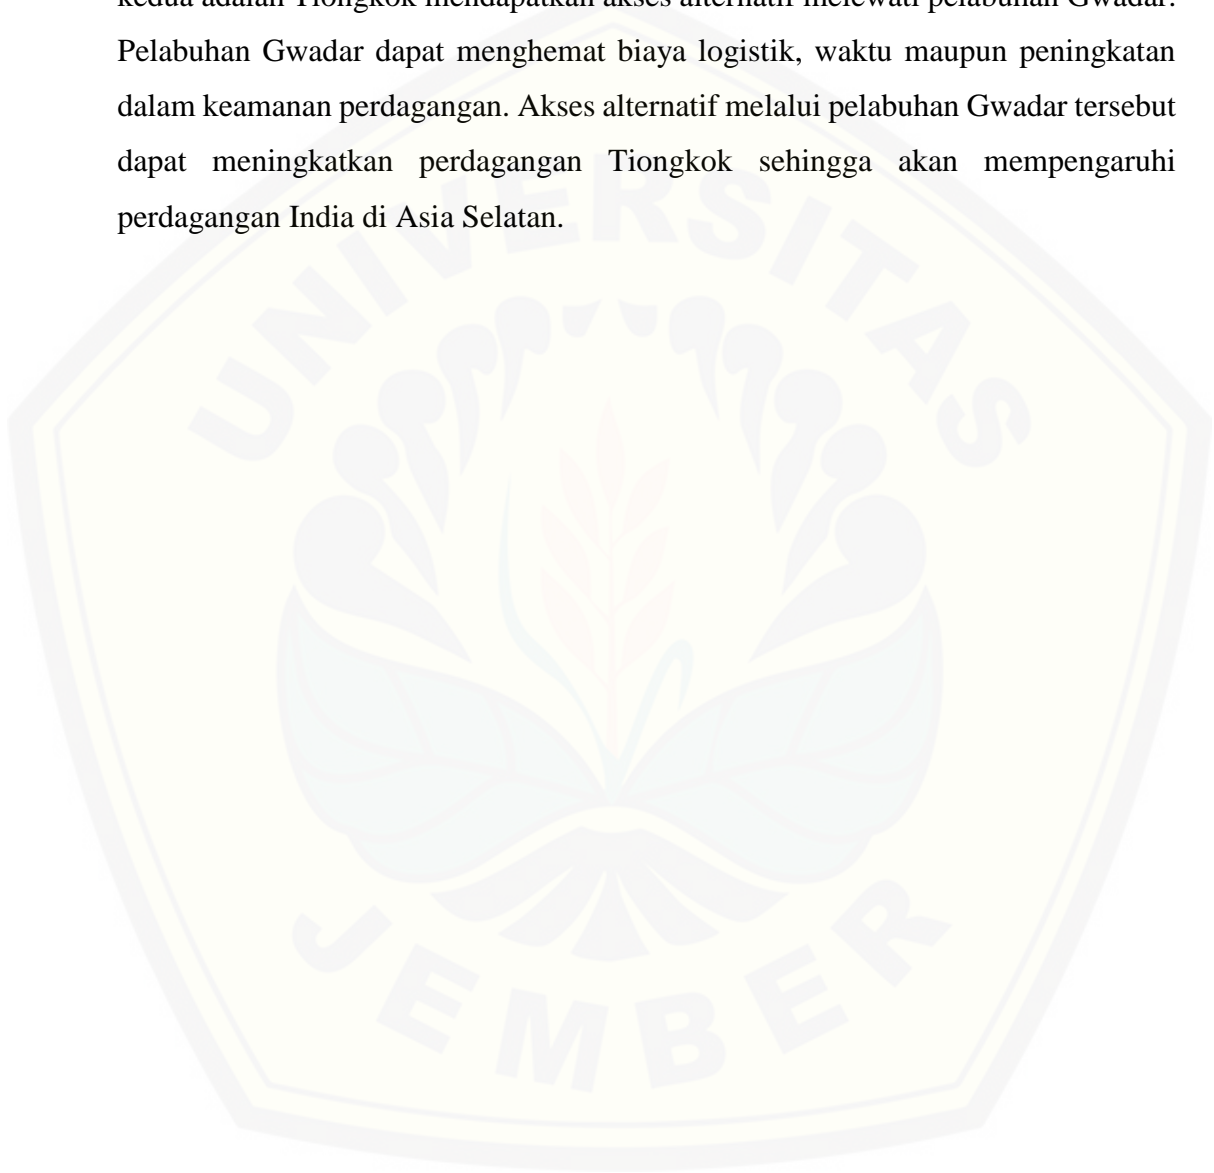 kedua adalah Tiongkok mendapatkan akses alternatif melewati pelabuhan Gwadar.
Pelabuhan Gwadar dapat menghemat biaya logistik, waktu maupun peningkatan
dalam keamanan perdagangan. Akses alternatif melalui pelabuhan Gwadar tersebut
dapat meningkatkan perdagangan Tiongkok sehingga akan mempengaruhi
perdagangan India di Asia Selatan.
UNIVERSITAS
JEMBER